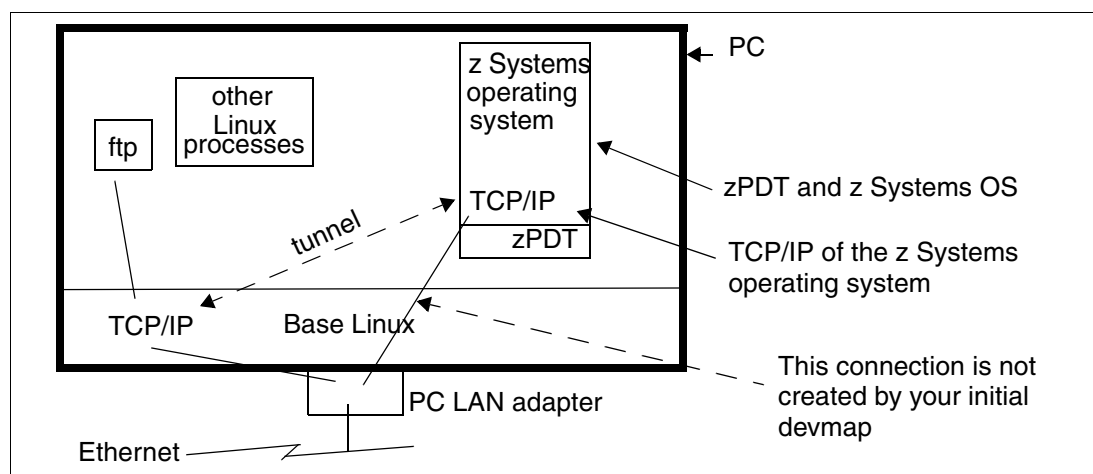 PC
z Systems
operating
system
other
Linux
processes
ftp
zPDT and z Systems OS
TCP/IP
tunnel
zPDT
TCP/IP of the z Systems
operating system
TCP/IP
Base Linux
This connection is not
created by your initial
devmap
PC LAN adapter
Ethernet